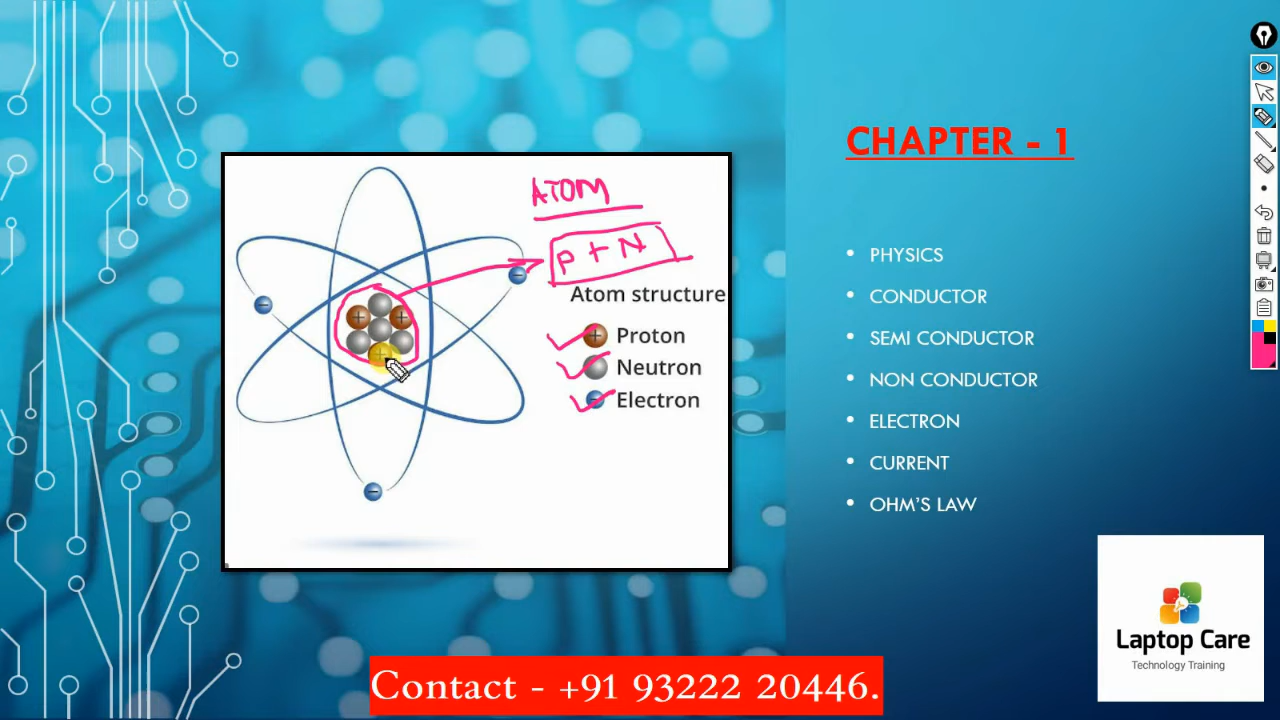 CHAPTER - 1
ATOM
P + N
Atom structure
Proton
Neutron
Electron
• PHYSICS
• CONDUCTOR
• SEMI CONDUCTOR
• NON CONDUCTOR
• ELECTRON
• CURRENT
• OHM'S LAW
Laptop Care
Technology Training
Contact - +91 93222 20446.